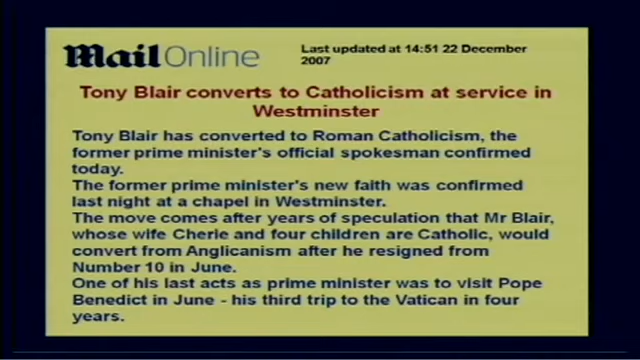 Mail Online
Last updated at 14:51 22 December
2007
Tony Blair converts to Catholicism at service in
Westminster
Tony Blair has converted to Roman Catholicism, the
former prime minister's official spokesman confirmed
today.
The former prime minister's new faith was confirmed
last night at a chapel in Westminster.
The move comes after years of speculation that Mr Blair,
whose wife Cherie and four children are Catholic, would
convert from Anglicanism after he resigned from
Number 10 in June.
One of his last acts as prime minister was to visit Pope
Benedict in June - his third trip to the Vatican in four
years.